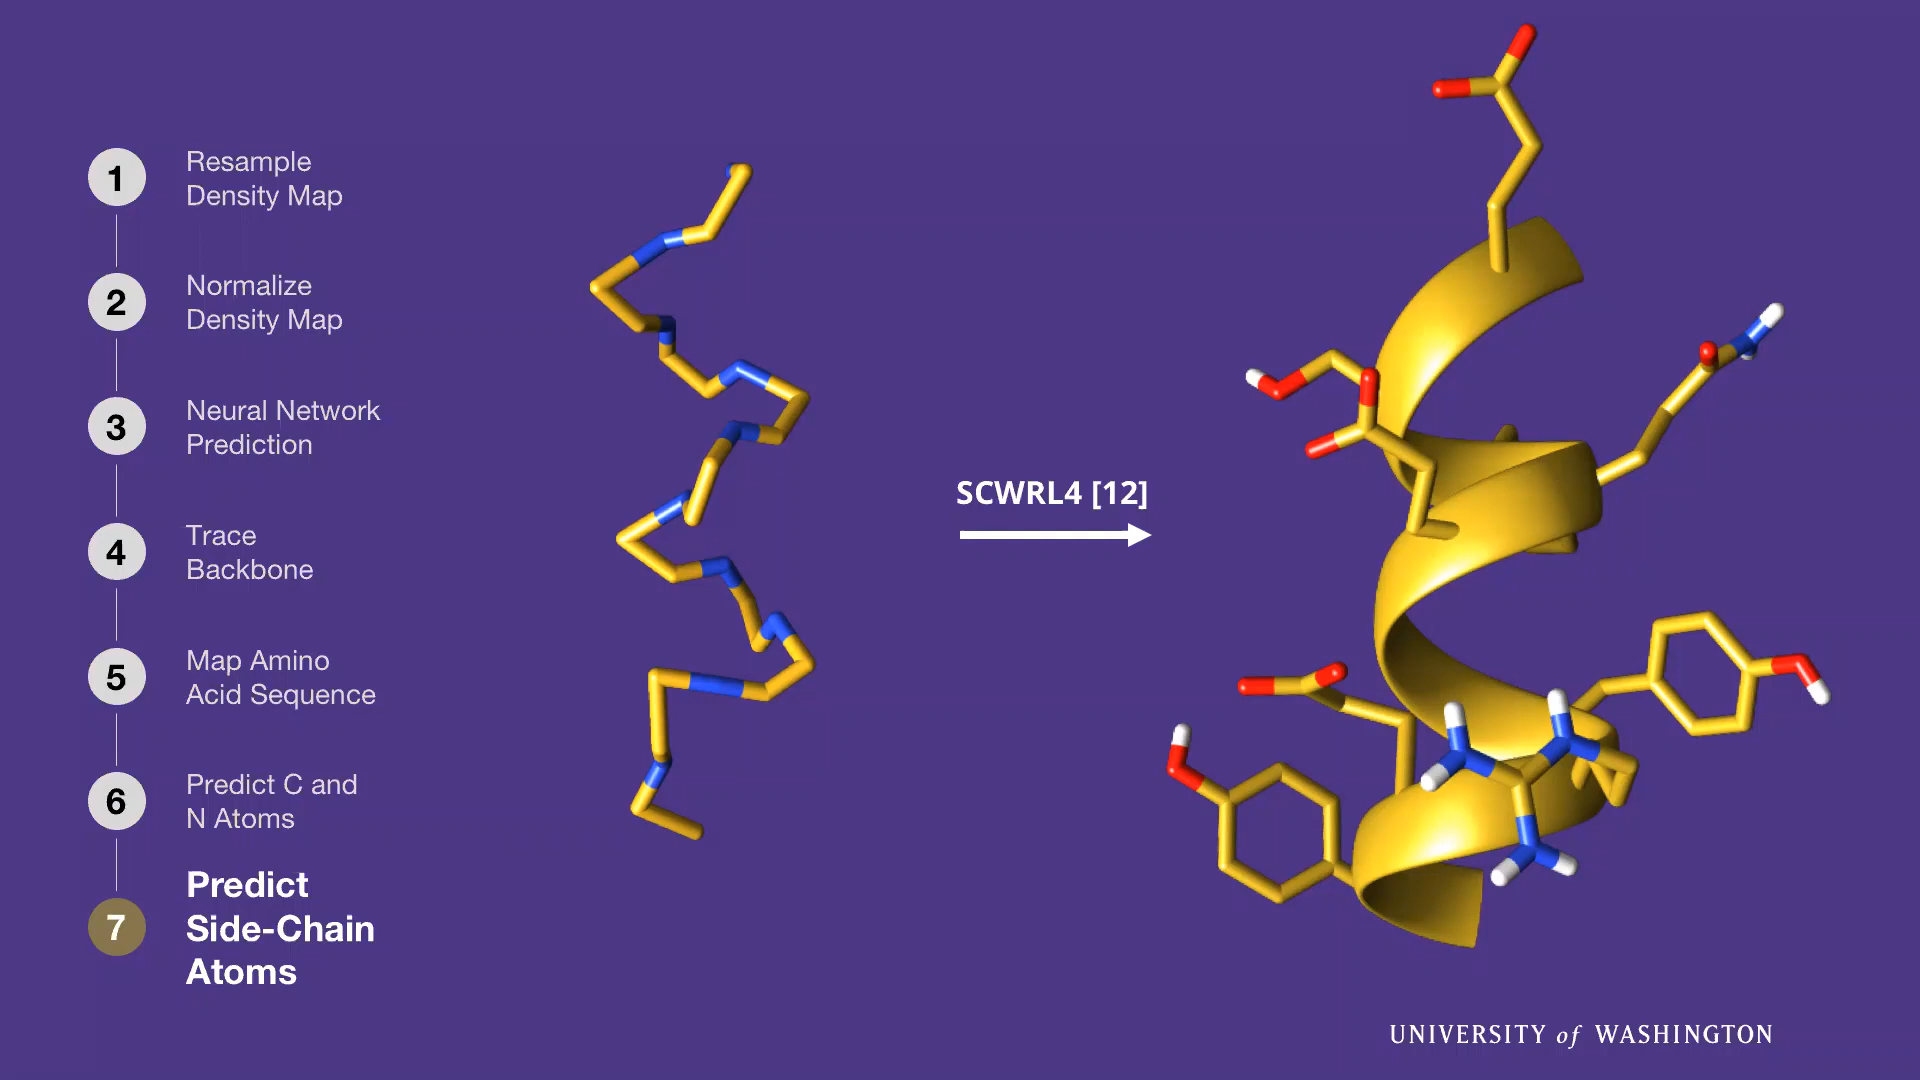 1
Resample
Density Map
2
Normalize
Density Map
3
Neural Network
Prediction
4
Trace
Backbone
5
Map Amino
Acid Sequence
6
Predict C and
N Atoms
7
Predict
Side-Chain
Atoms
SCWRL4 [12]
UNIVERSITY of WASHINGTON